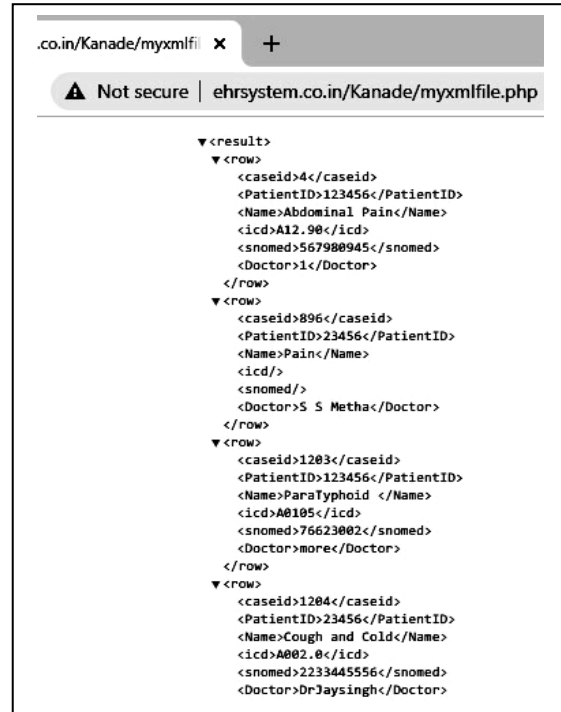 .co.in/Kanade/myxmlfil × +
Not secure | ehrsystem.co.in/Kanade/myxmlfile.php
▼<result>
▼<row>
<caseid>4</caseid>
<PatientID>123456</PatientID>
<Name>Abdominal Pain</Name>
<icd>A12.90</icd>
<snomed>567980945</snomed>
<Doctor>1</Doctor>
</row>
▼<row>
<caseid>896</caseid>
<PatientID>23456</PatientID>
<Name>Pain</Name>
<icd/>
<snomed/>
<Doctor>S S Metha</Doctor>
</row>
▼<row>
<caseid>1203</caseid>
<PatientID>123456</PatientID>
<Name>ParaTyphoid </Name>
<icd>A0105</icd>
<snomed>76623002</snomed>
<Doctor>more</Doctor>
</row>
▼<row>
<caseid>1204</caseid>
<PatientID>23456</PatientID>
<Name>Cough and Cold</Name>
<icd>A002.0</icd>
<snomed>2233445556</snomed>
<Doctor>DrJaysingh</Doctor>